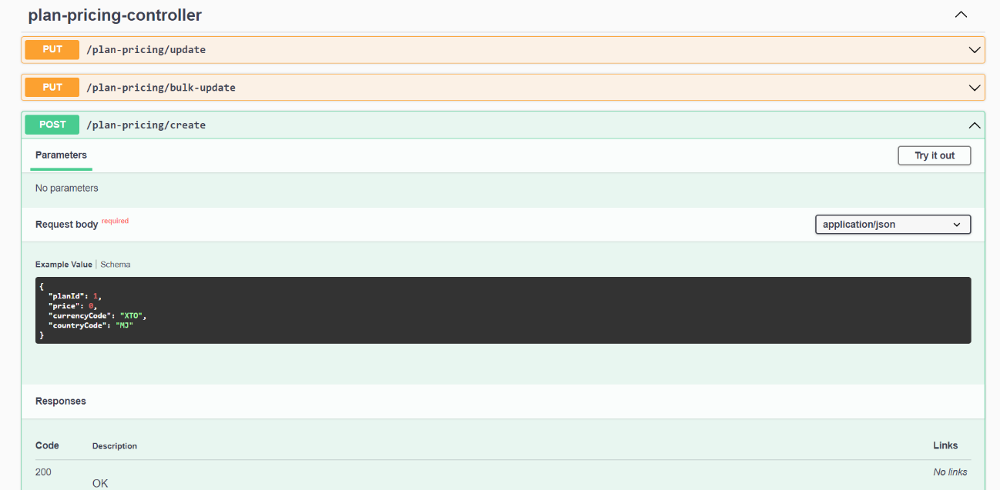 plan-pricing-controller
PUT /plan-pricing/update
PUT /plan-pricing/bulk-update
POST /plan-pricing/create
Parameters Try it out
No parameters
Request body required application/json
Example Value | Schema
{
"planId": 1,
"price": 0,
"currencyCode": "XTO",
"countryCode": "MJ"
}
Responses
Code Description Links
200 No links
OK